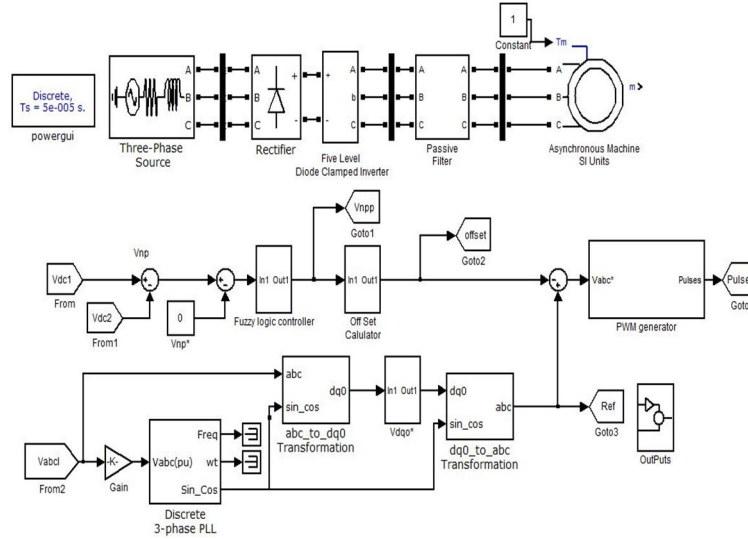 1
Constant
Tm
Discrete,
Ts = 5e-005 s.
powergui
A
B
C
Three-Phase
Source
A
B
C
+
-
Rectifier
+
-
A
b
C
Five Level
Diode Clamped Inverter
A
B
C
A
B
C
Passive
Filter
A
B
C
m
Asynchronous Machine
SI Units
Vnpp
Goto1
offset
Goto2
Vnp
Vdc1
From
Vdc2
From1
0
Vnp*
In1 Out1
Fuzzy logic controller
In1 Out1
Off Set
Calulator
Vabc*
Pulses
PWM generator
Pulse
Goto
abc
sin_cos
dq0
abc_to_dq0
Transformation
In1 Out1
Vdqo*
dq0
sin_cos
abc
dq0_to_abc
Transformation
Ref
Goto3
OutPuts
Vabcl
From2
-K-
Gain
Vabc(pu)
Freq
wt
Sin_Cos
Discrete
3-phase PLL